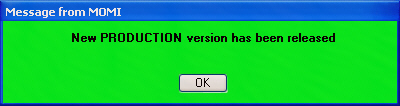 Message from MOMI
New PRODUCTION version has been released
OK